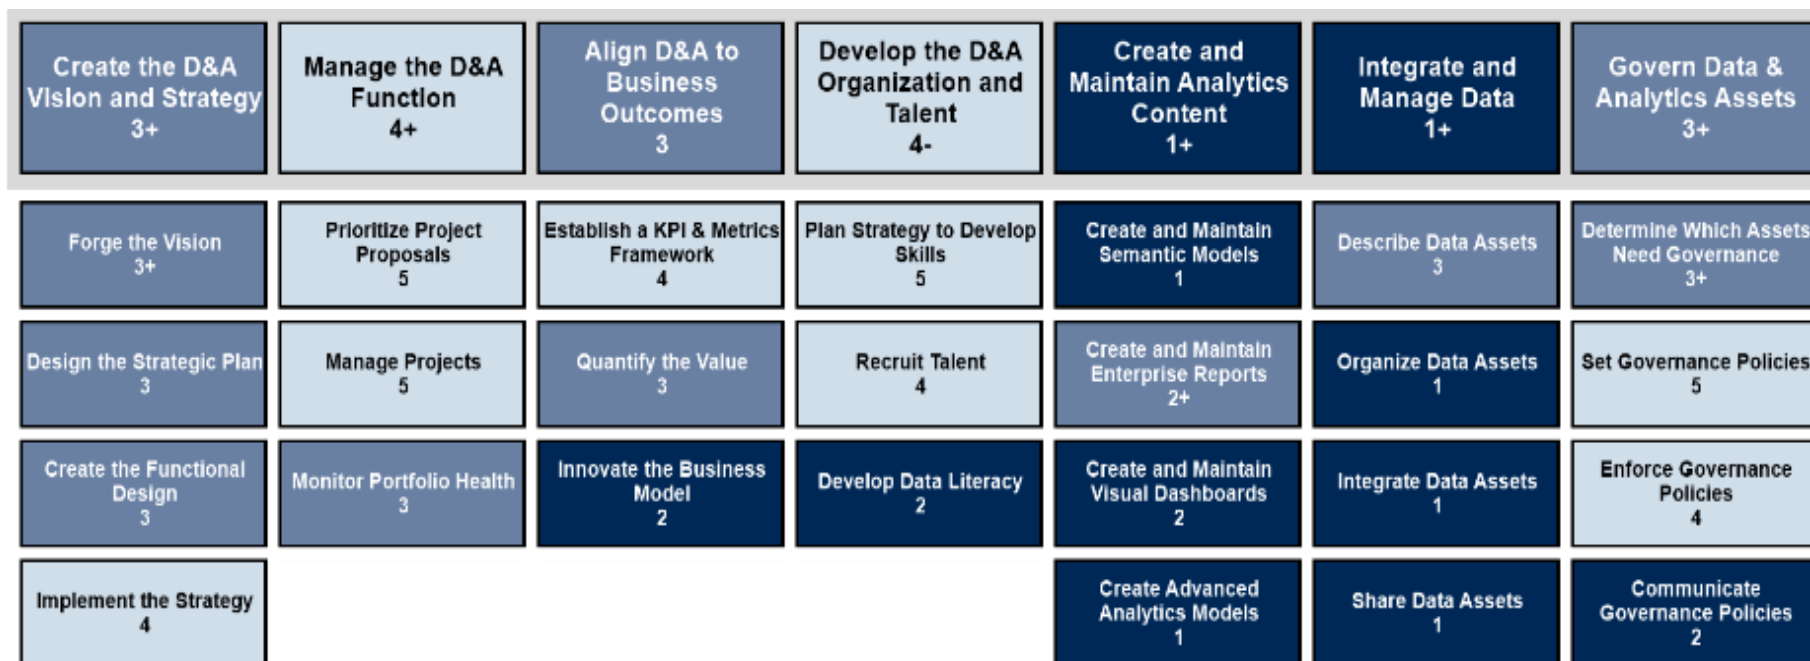 Create the D&A
Vision and Strategy
3+
Manage the D&A
Function
4+
Align D&A to
Business
Outcomes
3
Develop the D&A
Organization and
Talent
4-
Create and
Maintain Analytics
Content
1+
Integrate and
Manage Data
1+
Govern Data &
Analytics Assets
3+
Forge the Vision
3+
Prioritize Project
Proposals
5
Establish a KPI & Metrics
Framework
4
Plan Strategy to Develop
Skills
5
Create and Maintain
Semantic Models
1
Describe Data Assets
3
Determine Which Assets
Need Governance
3+
Design the Strategic Plan
3
Manage Projects
5
Quantify the Value
3
Recruit Talent
4
Create and Maintain
Enterprise Reports
2+
Organize Data Assets
1
Set Governance Policies
5
Create the Functional
Design
3
Monitor Portfolio Health
3
Innovate the Business
Model
2
Develop Data Literacy
2
Create and Maintain
Visual Dashboards
2
Integrate Data Assets
1
Enforce Governance
Policies
4
Implement the Strategy
4
Create Advanced
Analytics Models
1
Share Data Assets
1
Communicate
Governance Policies
2